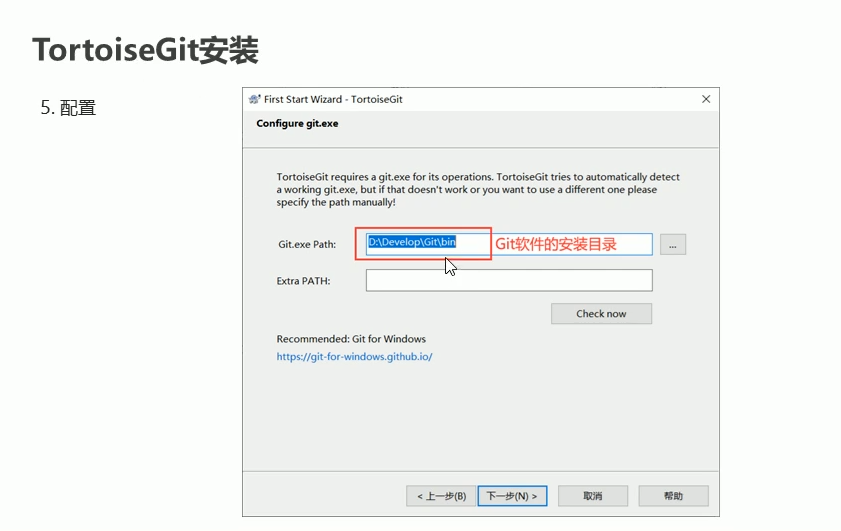 TortoiseGit安装
5. 配置
First Start Wizard - TortoiseGit
Configure git.exe
TortoiseGit requires a git.exe for its operations. TortoiseGit tries to automatically detect
a working git.exe, but if that doesn't work or you want to use a different one please
specify the path manually!
Git.exe Path: D:\Develop\Git\bin Git软件的安装目录 ...
Extra PATH:
Check now
Recommended: Git for Windows
https://git-for-windows.github.io/
< 上一步(B) 下一步(N) > 取消 帮助